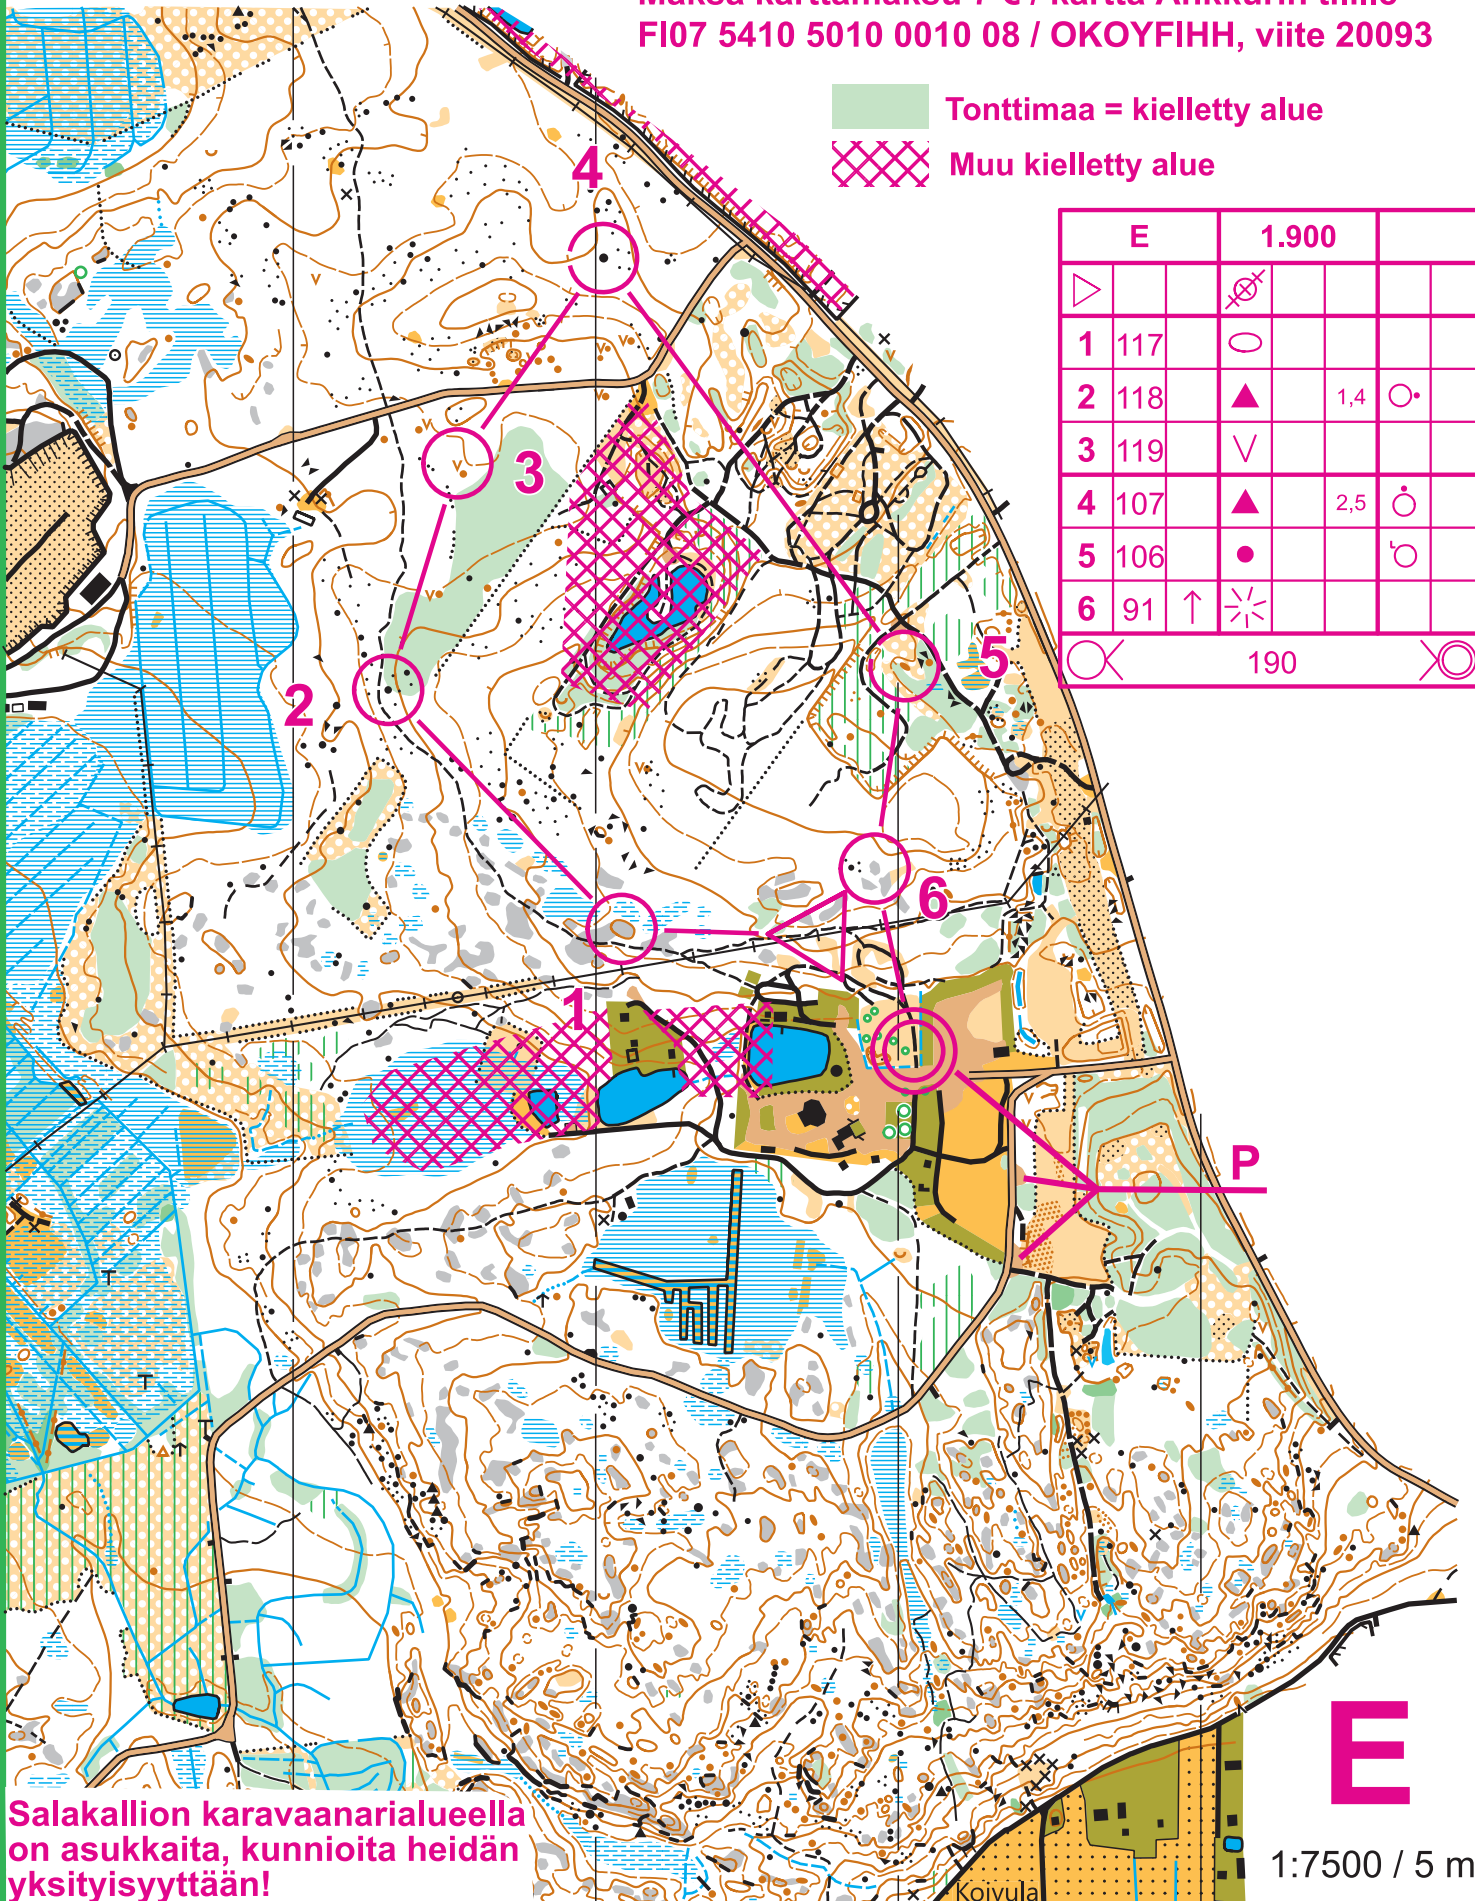 FI07 5410 5010 0010 08 / OKOYFIHH, viite 20093
Tonttimaa = kielletty alue
Muu kielletty alue
E 1.900
1 117
2 118 1,4
3 119
4 107 2,5
5 106
6 91
190
4
3
2
5
6
1
P
E
Salakallion karavaanarialueella
on asukkaita, kunnioita heidän
yksityisyyttään!
1:7500 / 5 m
Koivula